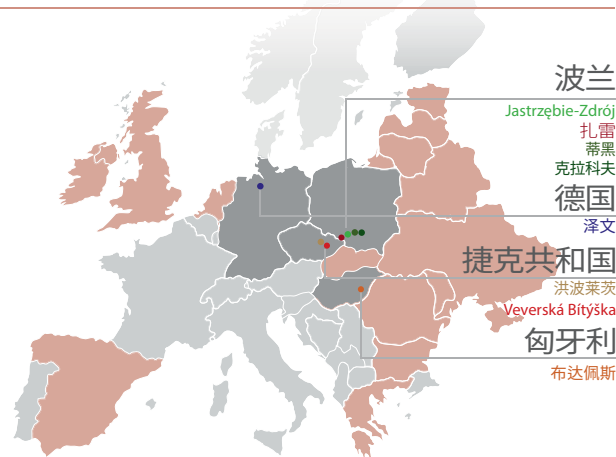 波兰
Jastrzębie-Zdrój
扎雷
蒂黑
克拉科夫
德国
泽文
捷克共和国
洪波莱茨
Veverská Bítýška
匈牙利
布达佩斯